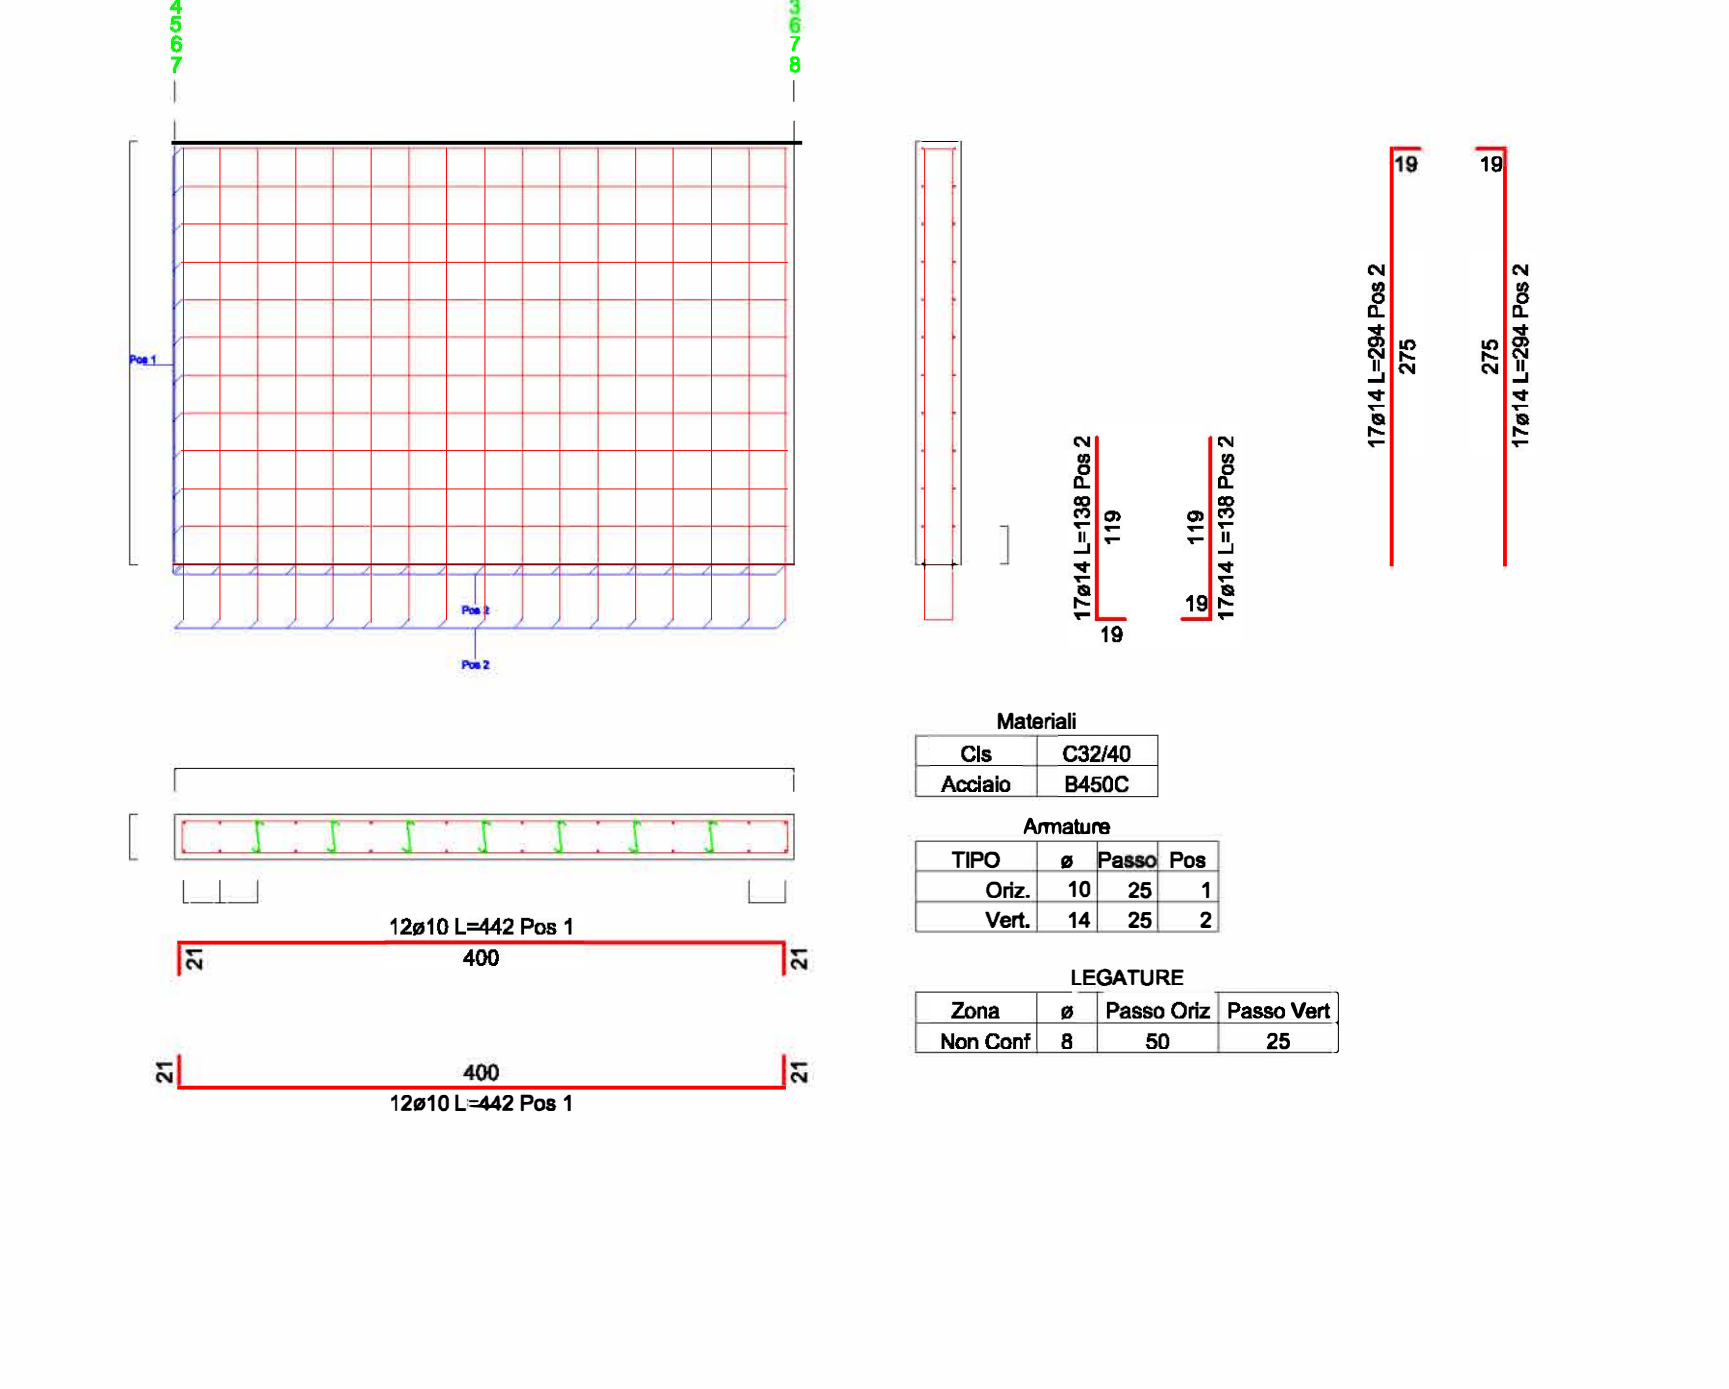 4
5
6
7
3
6
7
8
Pos 1
Pos 2
Pos 2
17ø14 L=138 Pos 2
119
19
119
19
17ø14 L=138 Pos 2
17ø14 L=294 Pos 2
19
275
19
275
17ø14 L=294 Pos 2
Materiali
Cls C32/40
Acciaio B450C
Armature
TIPO ø Passo Pos
Oriz. 10 25 1
Vert. 14 25 2
LEGATURE
Zona ø Passo Oriz Passo Vert
Non Conf 8 50 25
12ø10 L=442 Pos 1
21 400 21
21 400 21
12ø10 L=442 Pos 1